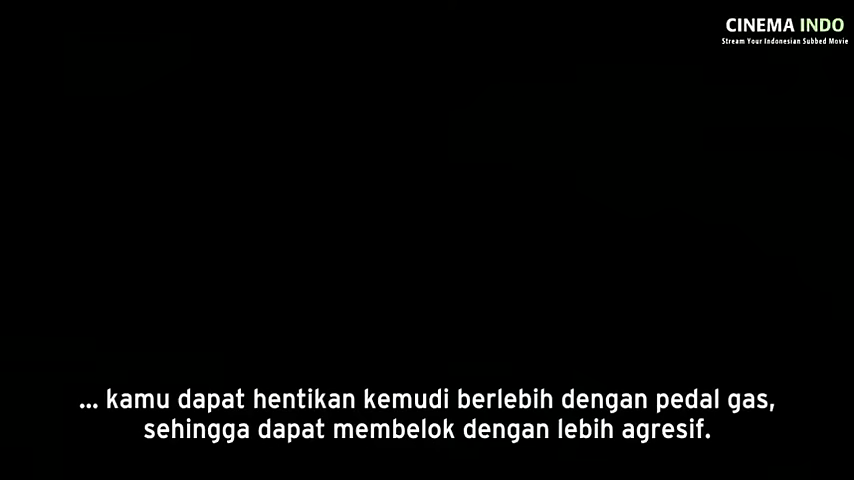 CINEMA INDO
Stream Your Indonesian Subbed Movie
... kamu dapat hentikan kemudi berlebih dengan pedal gas,
sehingga dapat membelok dengan lebih agresif.